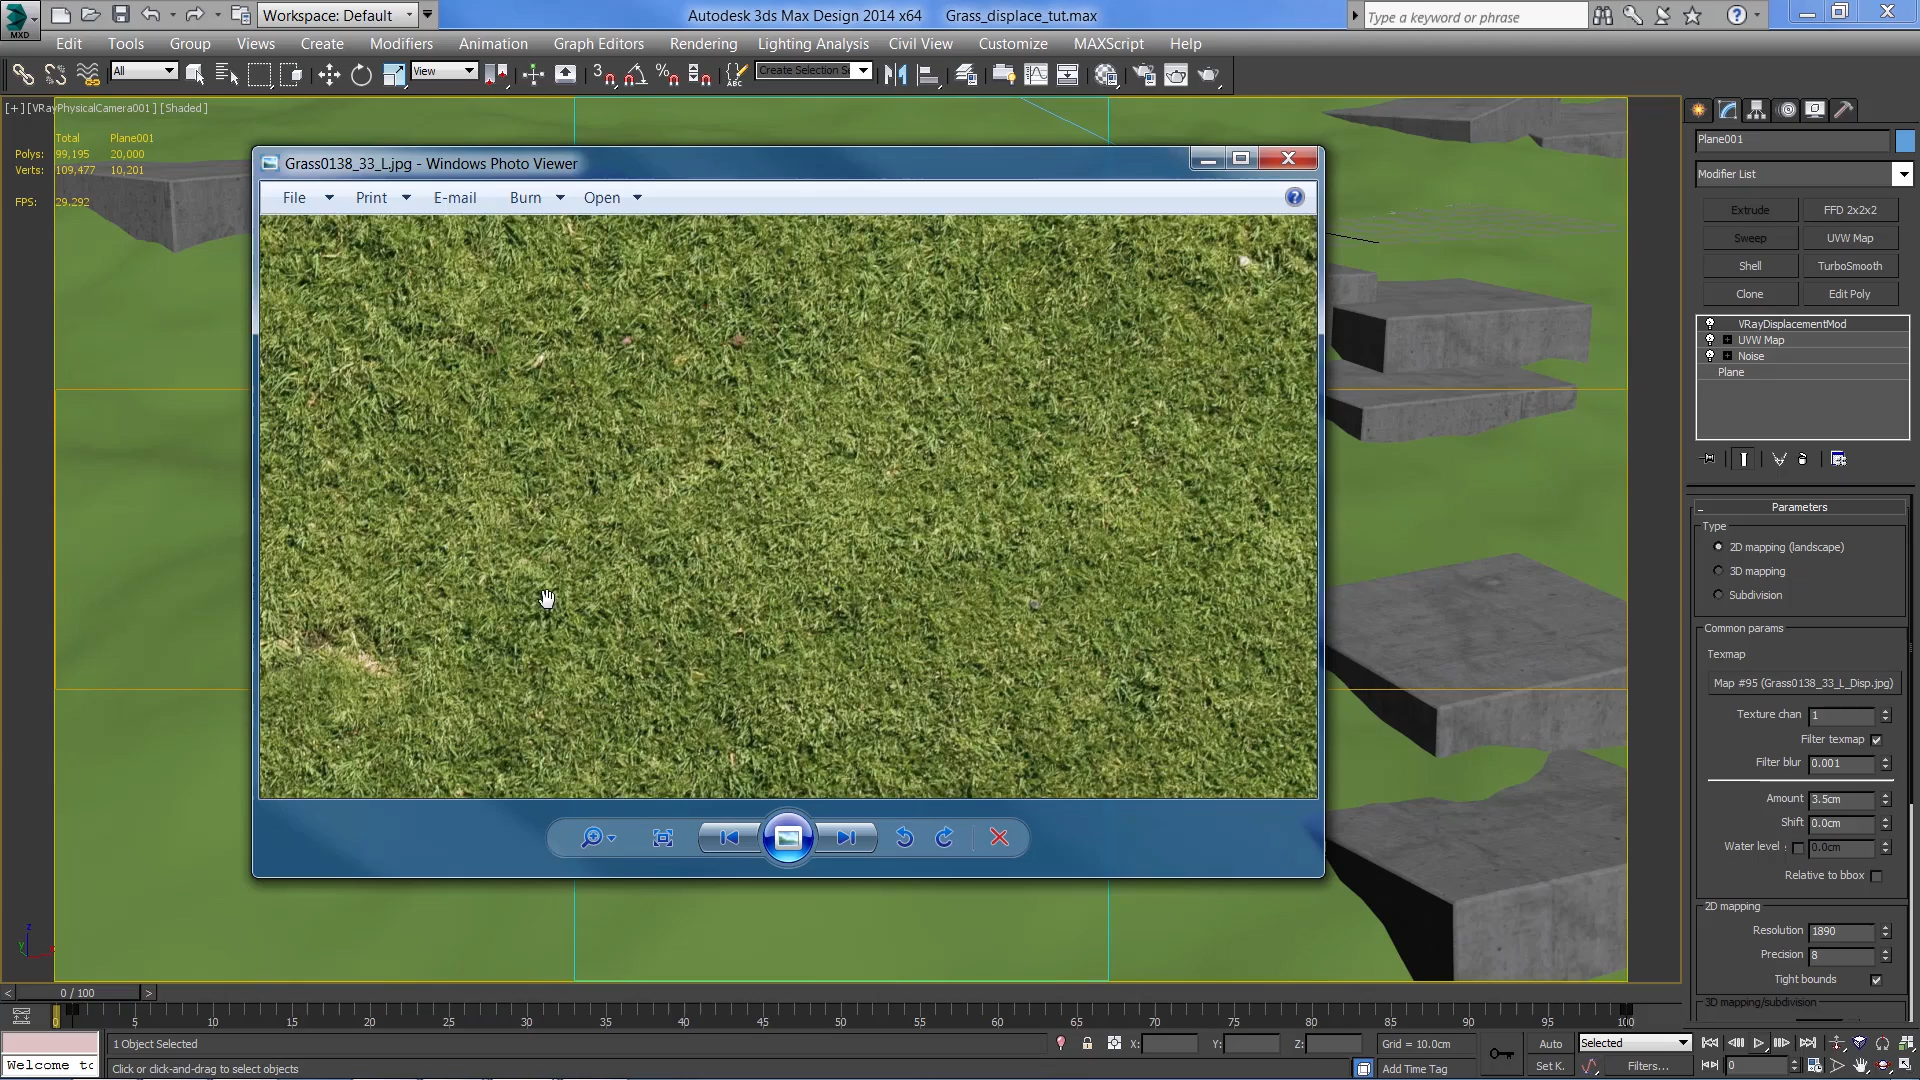 MXD
Workspace: Default
Autodesk 3ds Max Design 2014 x64 Grass_displace_tut.max
Type a keyword or phrase
Edit Tools Group Views Create Modifiers Animation Graph Editors Rendering Lighting Analysis Civil View Customize MAXScript Help
All
View
3
ABC
Create Selection Se
[+] [VRayPhysicalCamera001 ] [Shaded ]
Total Plane001
Polys: 99,195 20,000
Verts: 109,477 10,201
FPS: 29.292
Grass0138_33_L.jpg - Windows Photo Viewer
File Print E-mail Burn Open
Plane001
Modifier List
Extrude FFD 2x2x2
Sweep UVW Map
Shell TurboSmooth
Clone Edit Poly
VRayDisplacementMod
UVW Map
Noise
Plane
Parameters
Type
2D mapping (landscape)
3D mapping
Subdivision
Common params
Texmap
Map #95 (Grass0138_33_L_Disp.jpg)
Texture chan 1
Filter texmap
Filter blur 0.001
Amount 3.5cm
Shift 0.0cm
Water level 0.0cm
Relative to bbox
2D mapping
Resolution 1890
Precision 8
Tight bounds
3D mapping/subdivision
z
y
< 0 / 100 >
0 5 10 15 20 25 30 35 40 45 50 55 60 65 70 75 80 85 90 95 100
1 Object Selected
X: Y: Z: Grid = 10.0cm
Auto Selected
Welcome to
Click or click-and-drag to select objects
Add Time Tag
Set K. Filters... 0